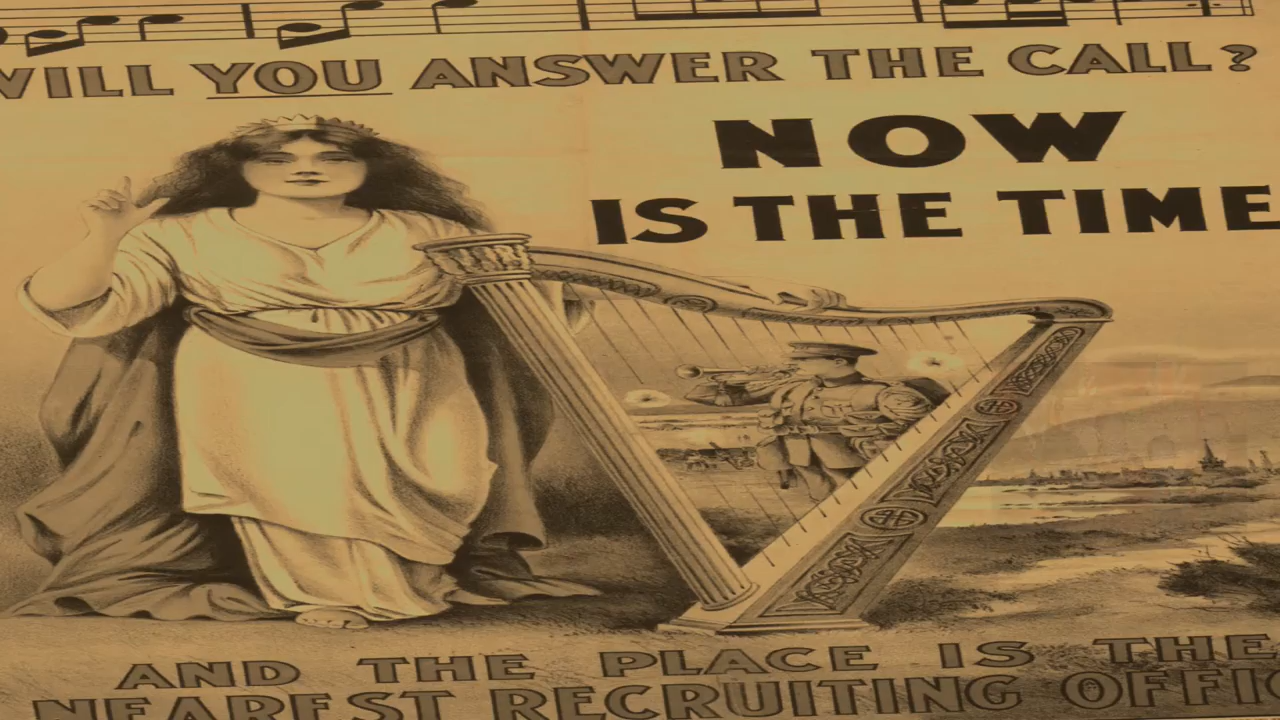 WILL YOU ANSWER THE CALL?
NOW
IS THE TIME
AND THE PLACE IS THE
NEAREST RECRUITING OFFIC